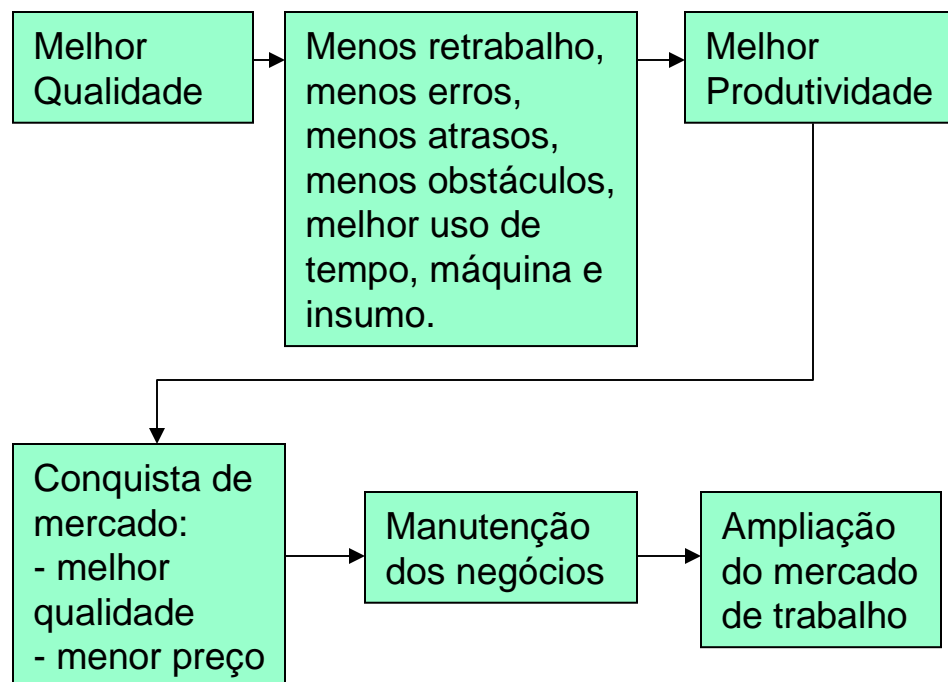 Melhor
Qualidade
Menos retrabalho,
menos erros,
menos atrasos,
menos obstáculos,
melhor uso de
tempo, máquina e
insumo.
Melhor
Produtividade
Conquista de
mercado:
- melhor
qualidade
- menor preço
Manutenção
dos negócios
Ampliação
do mercado
de trabalho